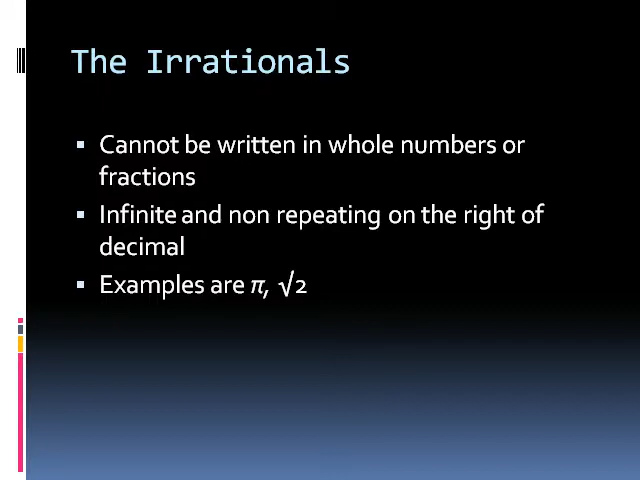 The Irrationals
▪ Cannot be written in whole numbers or
fractions
▪ Infinite and non repeating on the right of
decimal
▪ Examples are π, √2